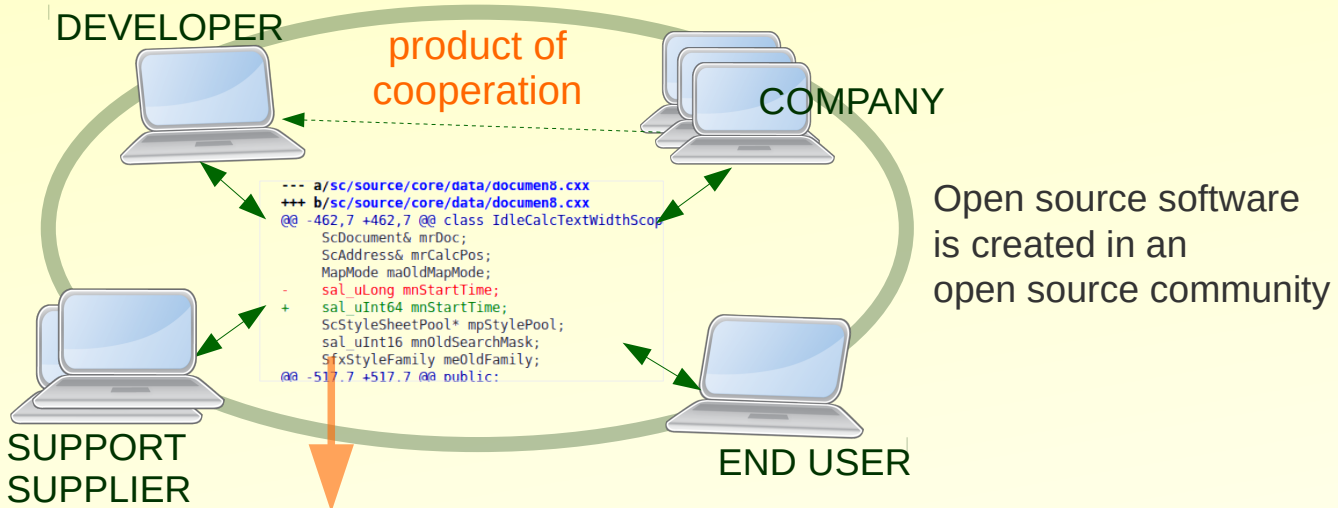 DEVELOPER
product of
cooperation
COMPANY
--- a/sc/source/core/data/documen8.cxx
+++ b/sc/source/core/data/documen8.cxx
@@ -462,7 +462,7 @@ class IdleCalcTextWidthScop
ScDocument& mrDoc;
ScAddress& mrCalcPos;
MapMode maOldMapMode;
- sal_uLong mnStartTime;
+ sal_uInt64 mnStartTime;
ScStyleSheetPool* mpStylePool;
sal_uInt16 mnOldSearchMask;
SfxStyleFamily meOldFamily;
@@ -517,7 +517,7 @@ public:
Open source software
is created in an
open source community
SUPPORT
SUPPLIER
END USER